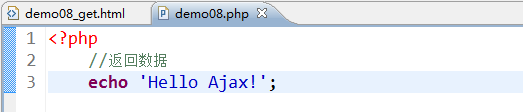 demo08_get.html demo08.php
1 <?php
2 //返回数据
3 echo 'Hello Ajax!';